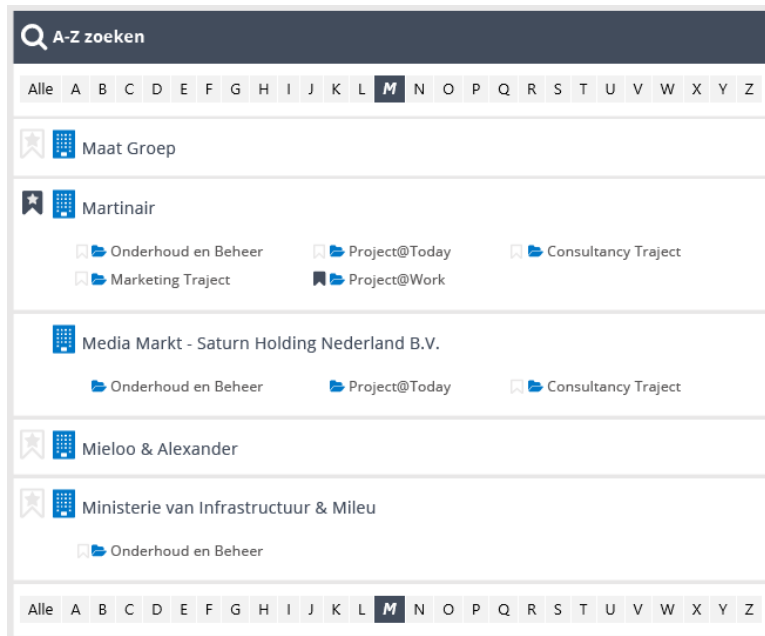 A-Z zoeken
Alle A B C D E F G H I J K L M N O P Q R S T U V W X Y Z
Maat Groep
Martinair
Onderhoud en Beheer Project@Today Consultancy Traject
Marketing Traject Project@Work
Media Markt - Saturn Holding Nederland B.V.
Onderhoud en Beheer Project@Today Consultancy Traject
Mieloo & Alexander
Ministerie van Infrastructuur & Mileu
Onderhoud en Beheer
Alle A B C D E F G H I J K L M N O P Q R S T U V W X Y Z